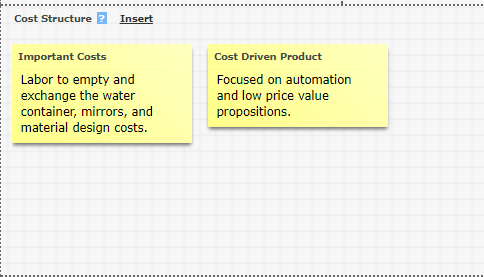 Cost Structure ? Insert
Important Costs
Labor to empty and
exchange the water
container, mirrors, and
material design costs.
Cost Driven Product
Focused on automation
and low price value
propositions.